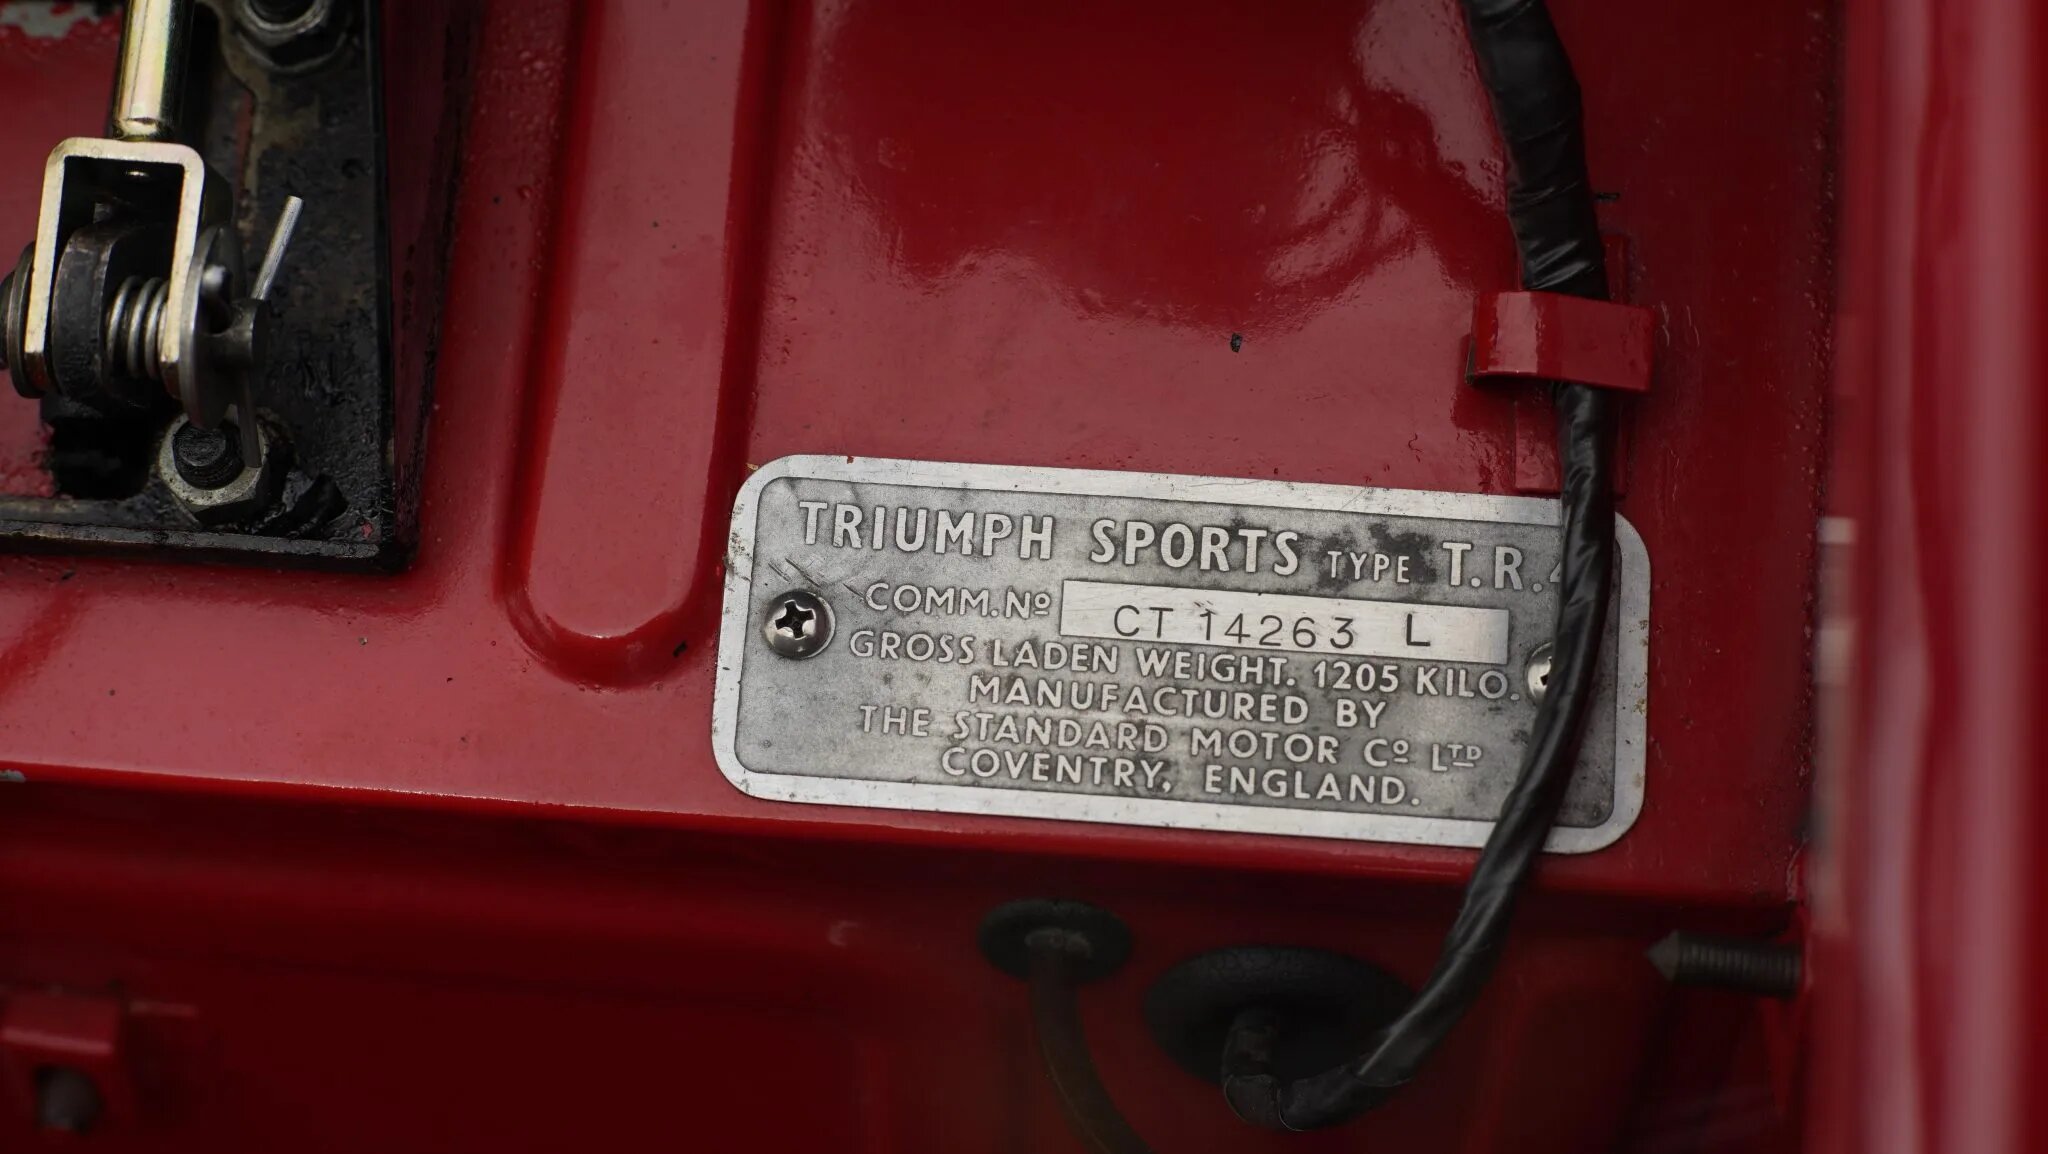 TRIUMPH SPORTS TYPE T.R.4
COMM. Nº CT 14263 L
GROSS LADEN WEIGHT. 1205 KILO.
MANUFACTURED BY
THE STANDARD MOTOR Cº LTD
COVENTRY, ENGLAND.